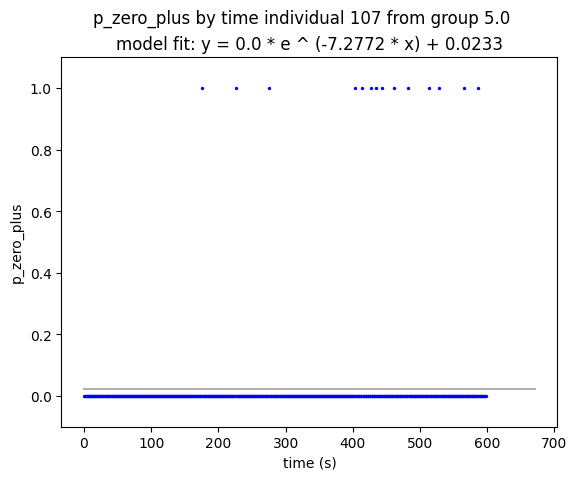 p_zero_plus by time individual 107 from group 5.0
model fit: y = 0.0 * e ^ (-7.2772 * x) + 0.0233
1.0
0.8
0.6
0.4
0.2
0.0
p_zero_plus
0 100 200 300 400 500 600 700
time (s)